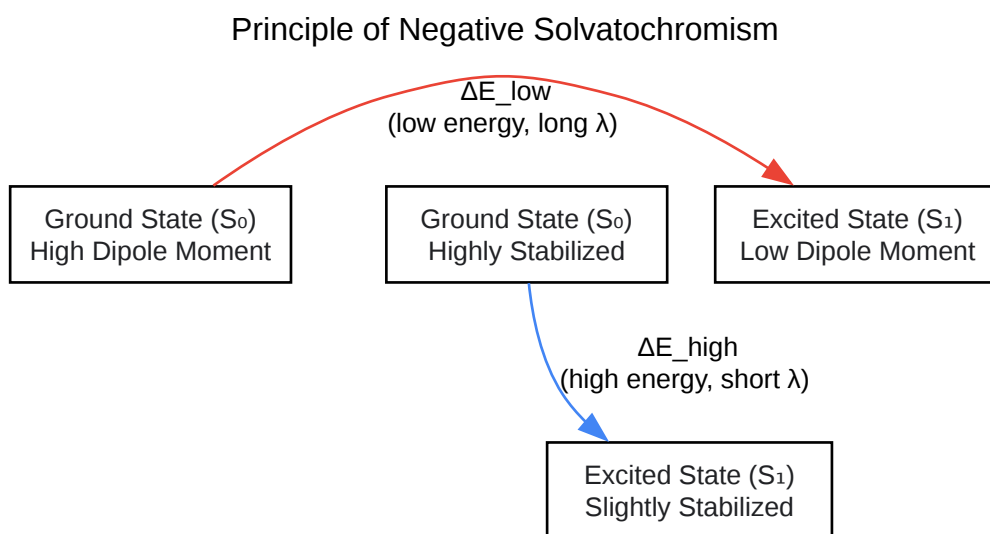 Principle of Negative Solvatochromism
ΔE_low
(low energy, long λ)
Ground State (S₀)
High Dipole Moment
Ground State (S₀)
Highly Stabilized
Excited State (S₁)
Low Dipole Moment
ΔE_high
(high energy, short λ)
Excited State (S₁)
Slightly Stabilized